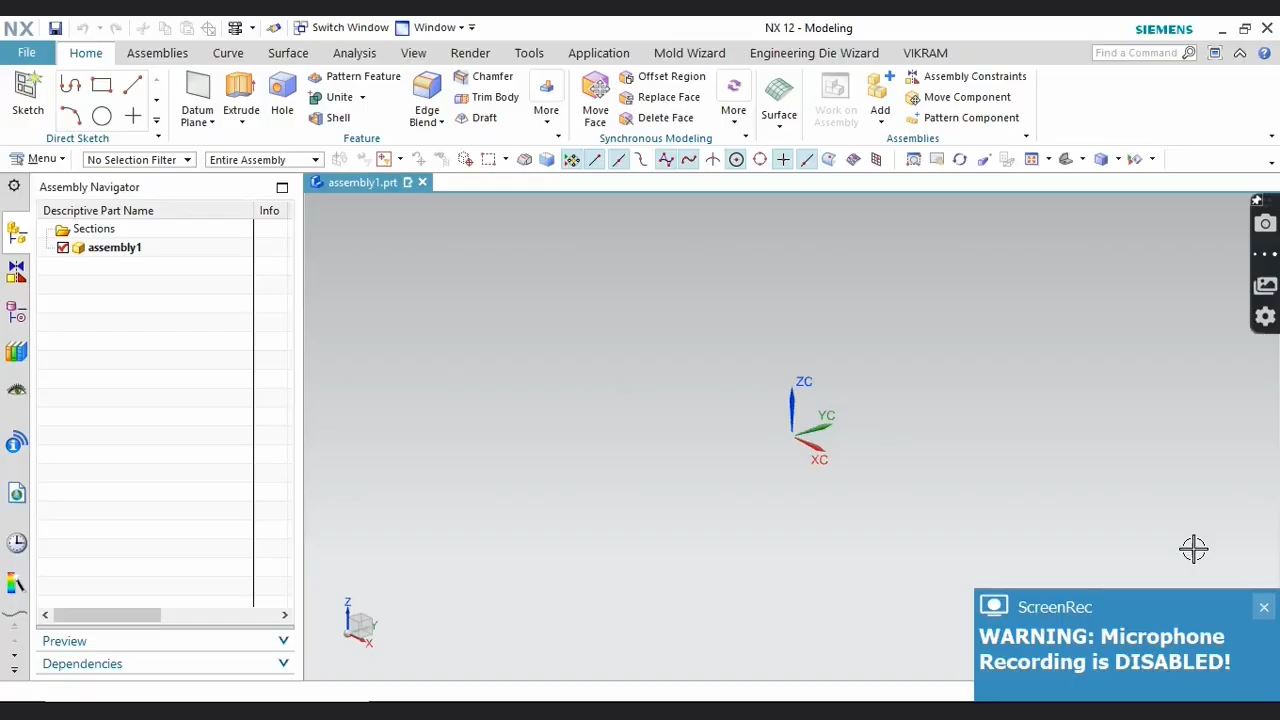 NX Switch Window Window NX 12 - Modeling SIEMENS
File Home Assemblies Curve Surface Analysis View Render Tools Application Mold Wizard Engineering Die Wizard VIKRAM Find a Command
Sketch
Direct Sketch
Datum
Plane
Extrude
Hole
Pattern Feature
Unite
Shell
Edge
Blend
Chamfer
Trim Body
Draft
More
Feature
Move
Face
Offset Region
Replace Face
Delete Face
More
Synchronous Modeling
Surface
Work on
Assembly
Add
Assembly Constraints
Move Component
Pattern Component
Assemblies
Menu No Selection Filter Entire Assembly
Assembly Navigator
assembly1.prt
Descriptive Part Name Info
Sections
assembly1
ZC
YC
XC
Z
Y
X
Preview
Dependencies
ScreenRec
WARNING: Microphone
Recording is DISABLED!